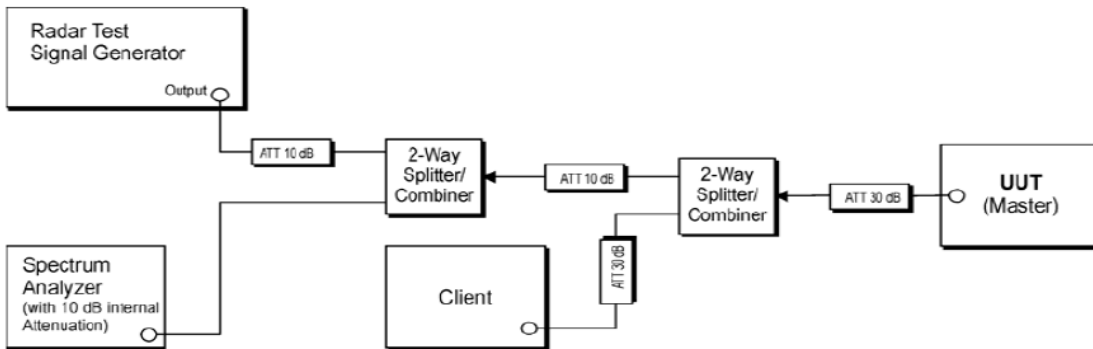 Radar Test
Signal Generator
Output
ATT 10 dB
2-Way
Splitter/
Combiner
ATT 10 dB
2-Way
Splitter/
Combiner
ATT 30 dB
UUT
(Master)
Spectrum
Analyzer
(with 10 dB internal
Attenuation)
Client
ATT 30 dB